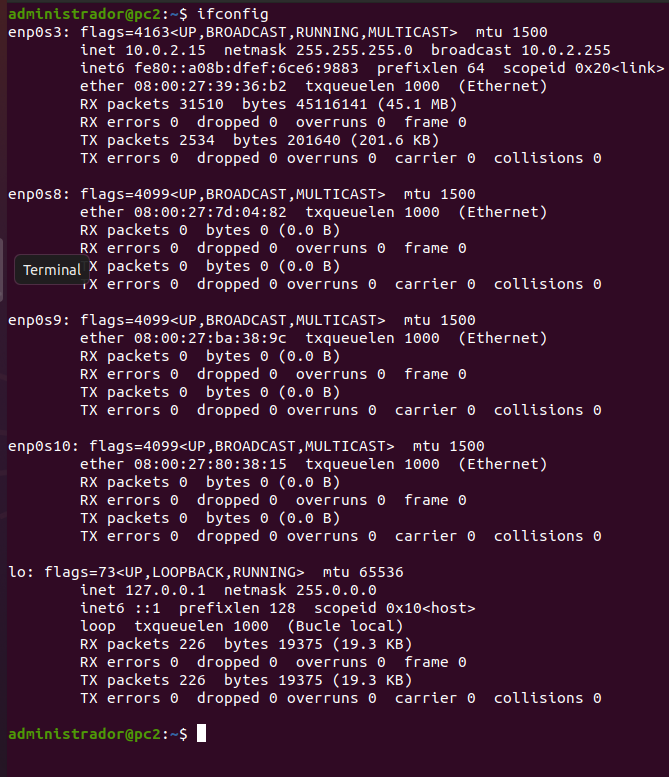 administrador@pc2:~$ ifconfig
enp0s3: flags=4163<UP,BROADCAST,RUNNING,MULTICAST>  mtu 1500
        inet 10.0.2.15  netmask 255.255.255.0  broadcast 10.0.2.255
        inet6 fe80::a08b:dfef:6ce6:9883  prefixlen 64  scopeid 0x20<link>
        ether 08:00:27:39:36:b2  txqueuelen 1000  (Ethernet)
        RX packets 31510  bytes 45116141 (45.1 MB)
        RX errors 0  dropped 0  overruns 0  frame 0
        TX packets 2534  bytes 201640 (201.6 KB)
        TX errors 0  dropped 0 overruns 0  carrier 0  collisions 0

enp0s8: flags=4099<UP,BROADCAST,MULTICAST>  mtu 1500
        ether 08:00:27:7d:04:82  txqueuelen 1000  (Ethernet)
        RX packets 0  bytes 0 (0.0 B)
        RX errors 0  dropped 0  overruns 0  frame 0
Terminal
        TX packets 0  bytes 0 (0.0 B)
        TX errors 0  dropped 0 overruns 0  carrier 0  collisions 0

enp0s9: flags=4099<UP,BROADCAST,MULTICAST>  mtu 1500
        ether 08:00:27:ba:38:9c  txqueuelen 1000  (Ethernet)
        RX packets 0  bytes 0 (0.0 B)
        RX errors 0  dropped 0  overruns 0  frame 0
        TX packets 0  bytes 0 (0.0 B)
        TX errors 0  dropped 0 overruns 0  carrier 0  collisions 0

enp0s10: flags=4099<UP,BROADCAST,MULTICAST>  mtu 1500
        ether 08:00:27:80:38:15  txqueuelen 1000  (Ethernet)
        RX packets 0  bytes 0 (0.0 B)
        RX errors 0  dropped 0  overruns 0  frame 0
        TX packets 0  bytes 0 (0.0 B)
        TX errors 0  dropped 0 overruns 0  carrier 0  collisions 0

lo: flags=73<UP,LOOPBACK,RUNNING>  mtu 65536
        inet 127.0.0.1  netmask 255.0.0.0
        inet6 ::1  prefixlen 128  scopeid 0x10<host>
        loop  txqueuelen 1000  (Bucle local)
        RX packets 226  bytes 19375 (19.3 KB)
        RX errors 0  dropped 0  overruns 0  frame 0
        TX packets 226  bytes 19375 (19.3 KB)
        TX errors 0  dropped 0 overruns 0  carrier 0  collisions 0

administrador@pc2:~$